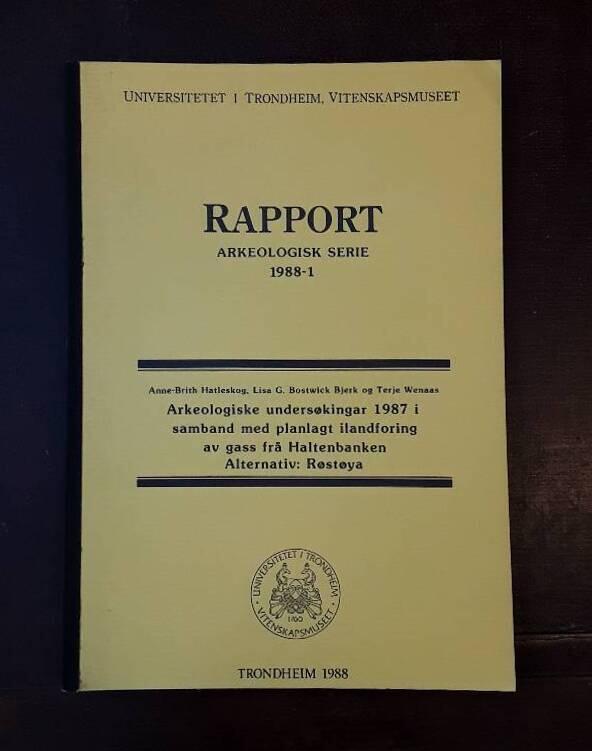 UNIVERSITETET I TRONDHEIM, VITENSKAPSMUSEET
RAPPORT
ARKEOLOGISK SERIE
1988-1
Anne-Brith Hatleskog, Lisa G. Bostwick Bjerk og Terje Wenaas
Arkeologiske undersøkingar 1987 i
samband med planlagt ilandforing
av gass frå Haltenbanken
Alternativ: Røstøya
UNIVERSITETET I TRONDHEIM
1760
VITENSKAPSMUSEET
TRONDHEIM 1988